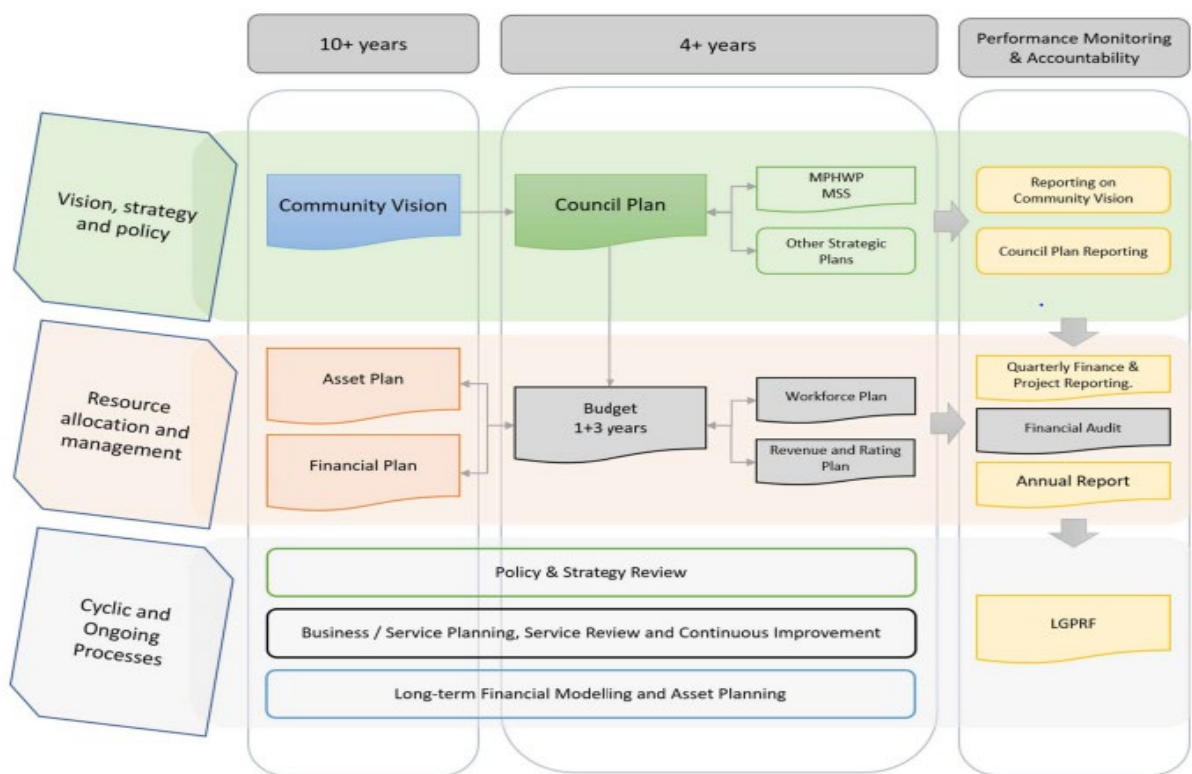 10+ years
4+ years
Performance Monitoring
& Accountability
Vision, strategy
and policy
Community Vision
Council Plan
MPHWP
MSS
Other Strategic
Plans
Reporting on
Community Vision
Council Plan Reporting
Resource
allocation and
management
Asset Plan
Financial Plan
Budget
1+3 years
Workforce Plan
Revenue and Rating
Plan
Quarterly Finance &
Project Reporting.
Financial Audit
Annual Report
Cyclic and
Ongoing
Processes
Policy & Strategy Review
Business / Service Planning, Service Review and Continuous Improvement
Long-term Financial Modelling and Asset Planning
LGPRF